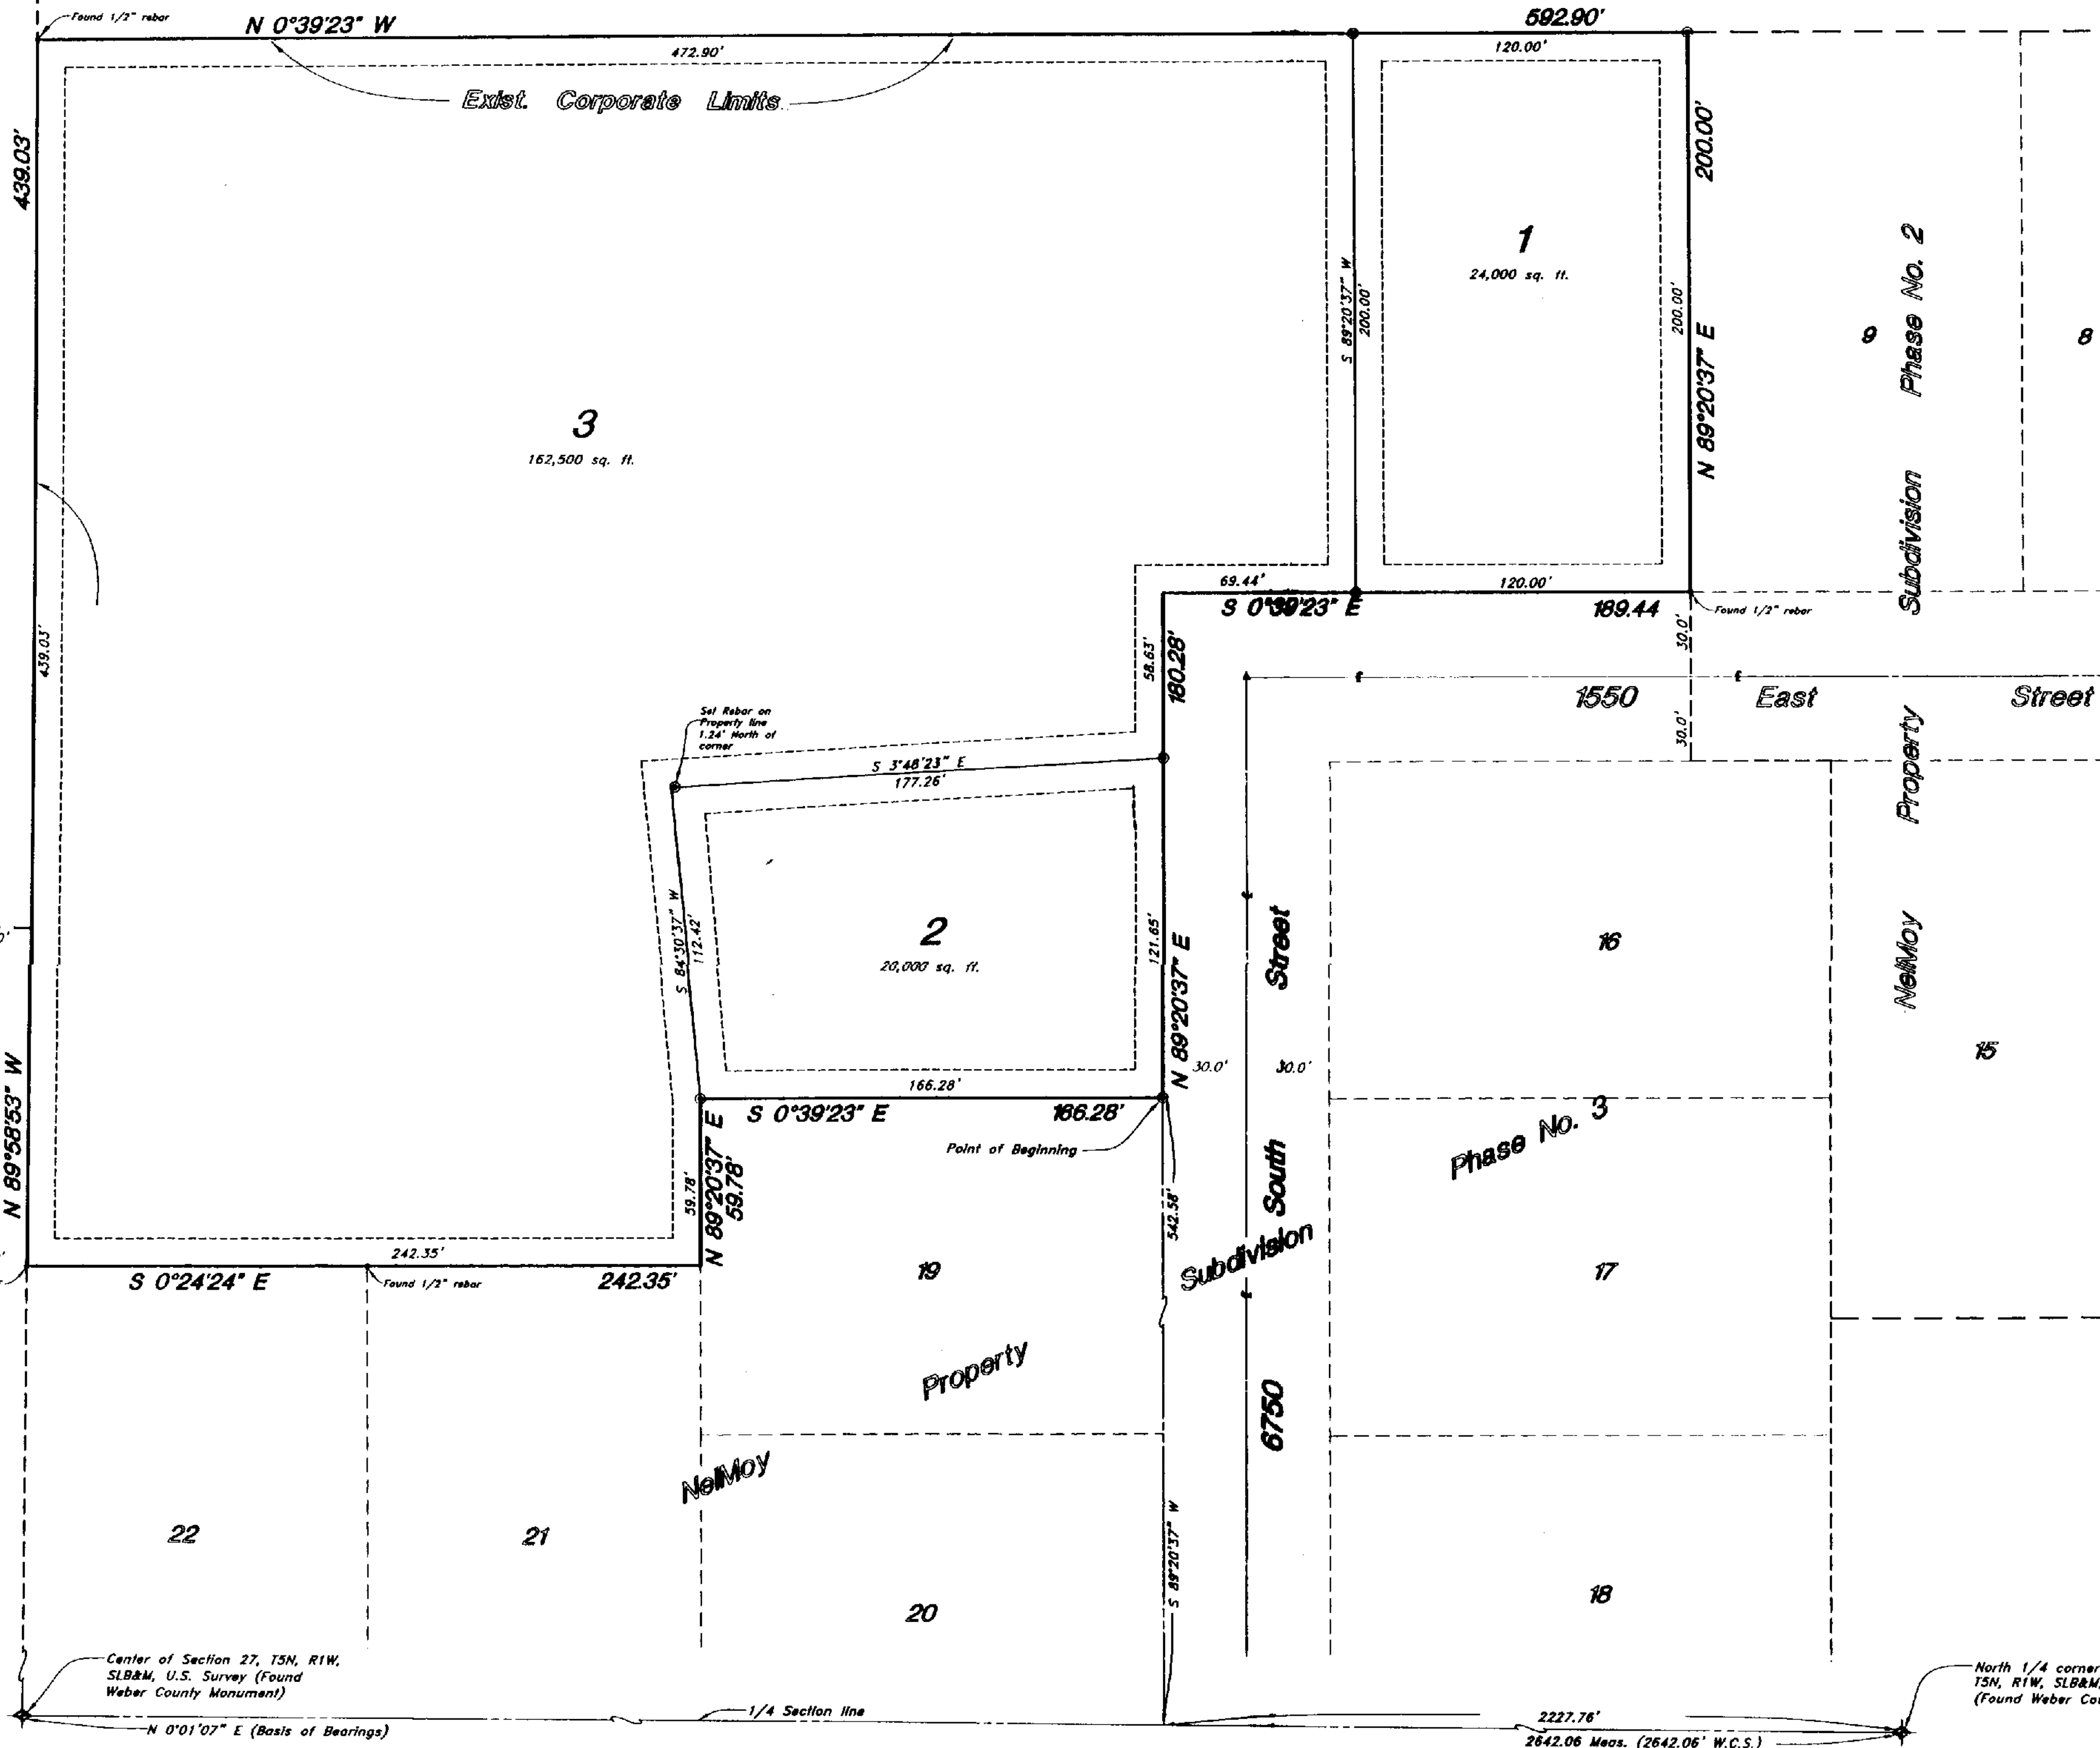 Found 1/2" rebar
N 0°39'23" W
592.90'
472.90'
120.00'
Exist. Corporate Limits
439.03'
200.00'
1
24,000 sq. ft.
S 89°20'37" W
200.00'
200.00'
N 89°20'37" E
9
8
NelMoy Property Subdivision Phase No. 2
3
162,500 sq. ft.
439.03'
69.44'
120.00'
S 0°39'23" E
189.44
Found 1/2" rebar
58.63'
180.28'
30.0'
30.0'
1550 East Street
Set Rebar on
Property line
1.24' North of
corner
S 3°48'23" E
177.26'
S 84°30'37" W
112.42'
2
20,000 sq. ft.
121.65'
N 89°20'37" E
16
15
30.0'
30.0'
166.28'
S 0°39'23" E
166.28'
Point of Beginning
N 89°58'53" W
59.78'
N 89°20'37" E
59.78'
542.58'
242.35'
S 0°24'24" E
Found 1/2" rebar
242.35'
6750 South Street
NelMoy Property Subdivision Phase No. 3
19
17
22
21
20
18
S 89°20'37" W
Center of Section 27, T5N, R1W,
SLB&M, U.S. Survey (Found
Weber County Monument)
N 0°01'07" E (Basis of Bearings)
1/4 Section line
2227.76'
2642.06 Meas. (2642.06' W.C.S.)
North 1/4 corner
T5N, R1W, SLB&M,
(Found Weber